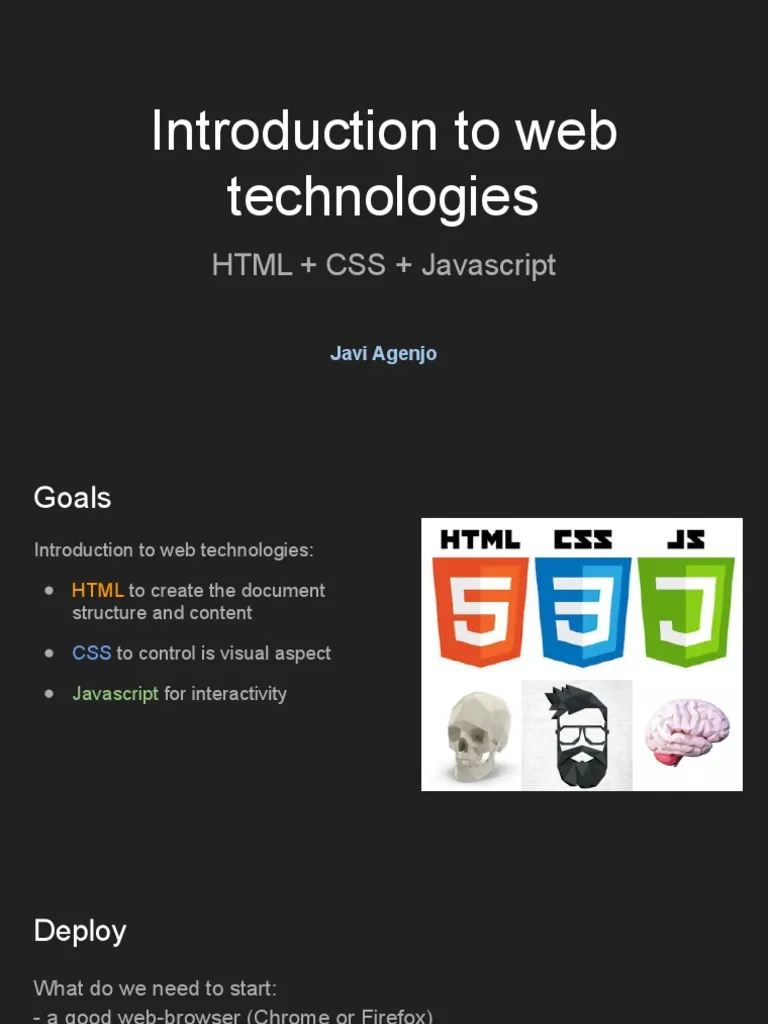 Introduction to web
technologies
HTML + CSS + Javascript
Javi Agenjo
Goals
Introduction to web technologies:
● HTML to create the document
structure and content
● CSS to control is visual aspect
● Javascript for interactivity
HTML CSS JS
5 3 J
Deploy
What do we need to start:
- a good web-browser (Chrome or Firefox)